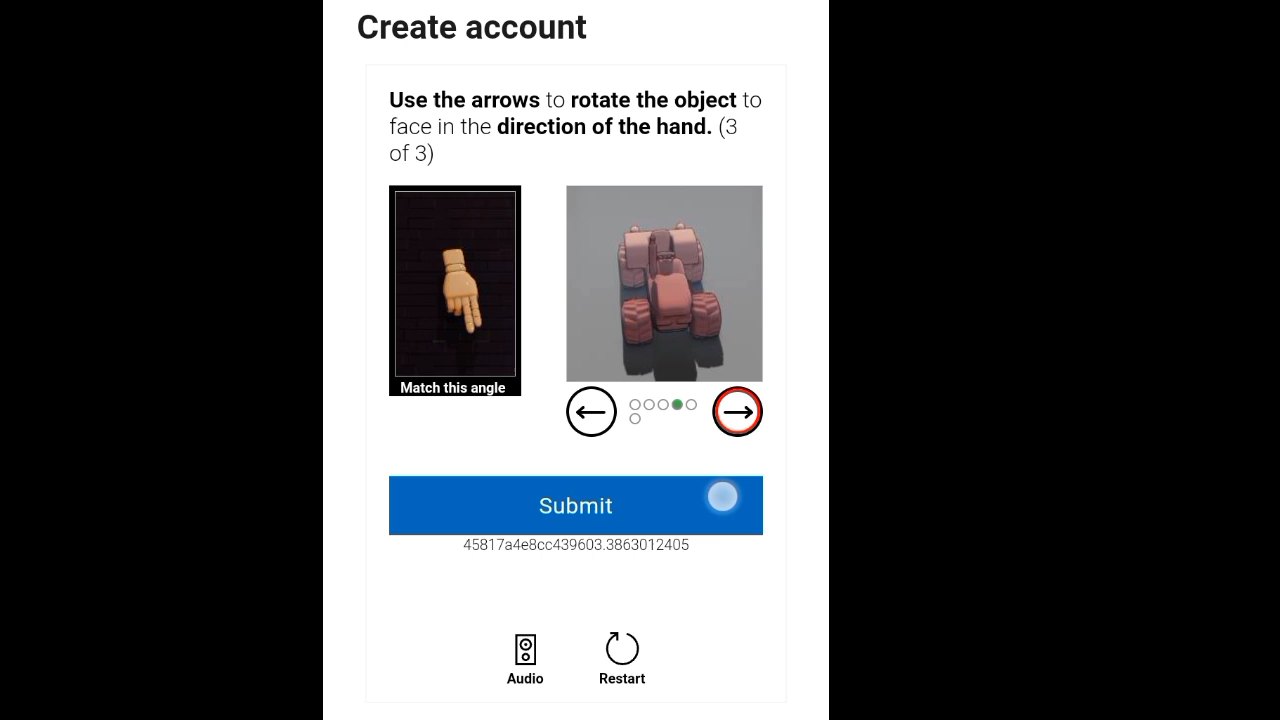 Create account
Use the arrows to rotate the object to
face in the direction of the hand. (3
of 3)
Match this angle
Submit
45817a4e8cc439603.3863012405
Audio
Restart